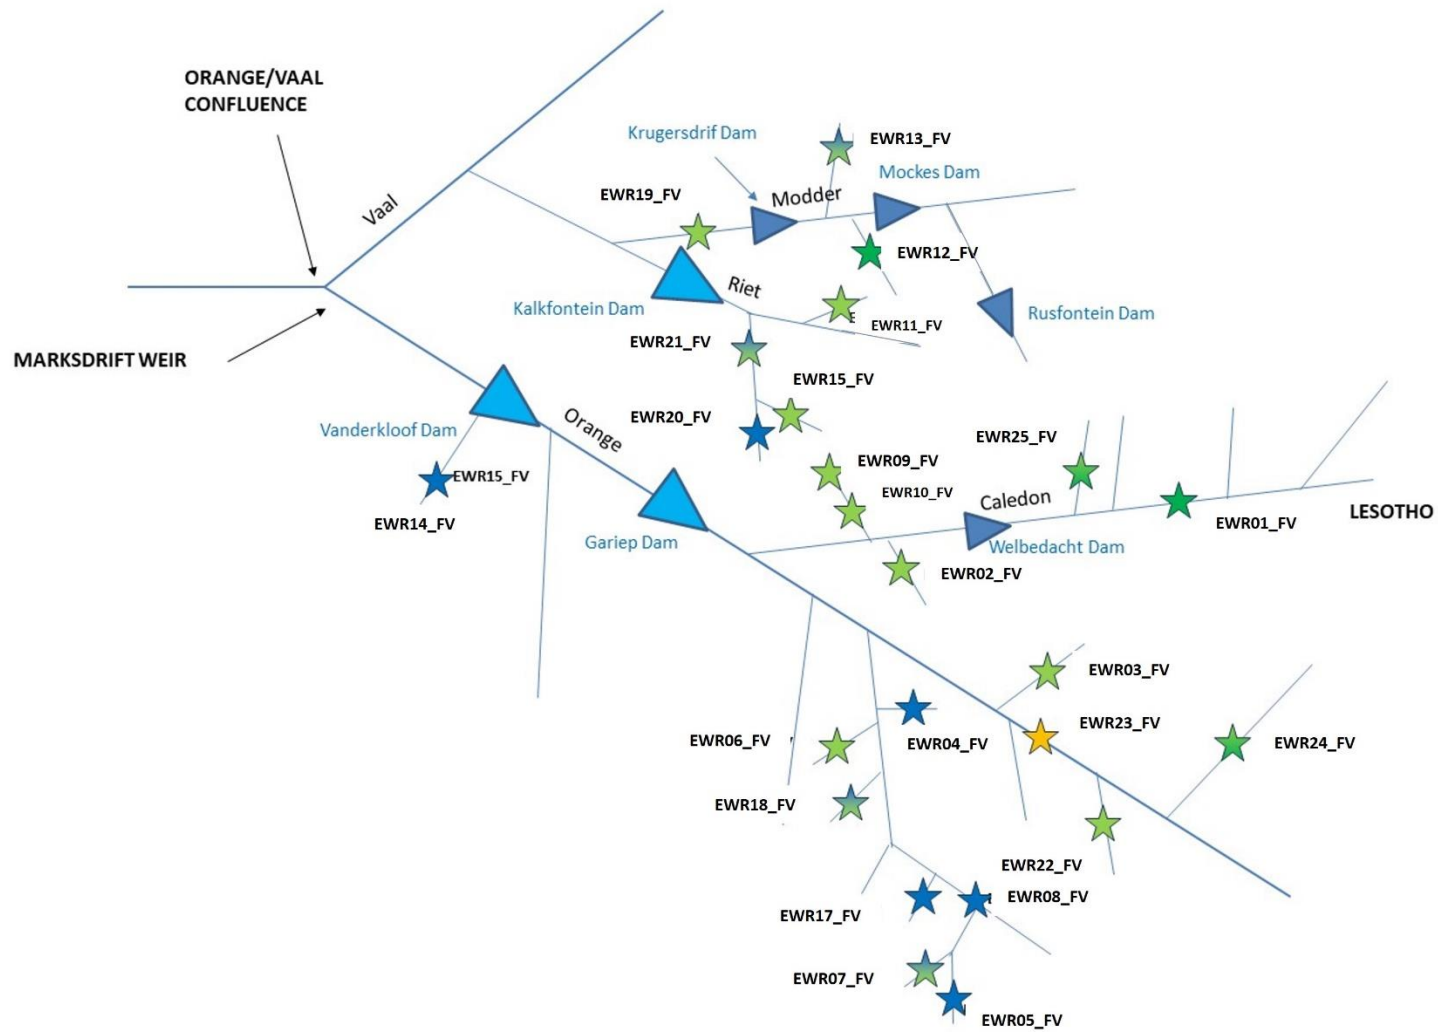 ORANGE/VAAL
CONFLUENCE
Krugersdrif Dam
EWR13_FV
Mockes Dam
EWR19_FV
Modder
Vaal
EWR12_FV
Riet
Kalkfontein Dam
Rusfontein Dam
EWR11_FV
EWR21_FV
MARKSDRIFT WEIR
EWR15_FV
EWR20_FV
Vanderkloof Dam
Orange
EWR25_FV
EWR09_FV
EWR15_FV
EWR10_FV
Caledon
LESOTHO
EWR14_FV
EWR01_FV
Gariep Dam
Welbedacht Dam
EWR02_FV
EWR03_FV
EWR23_FV
EWR06_FV
EWR04_FV
EWR24_FV
EWR18_FV
EWR22_FV
EWR08_FV
EWR17_FV
EWR07_FV
EWR05_FV